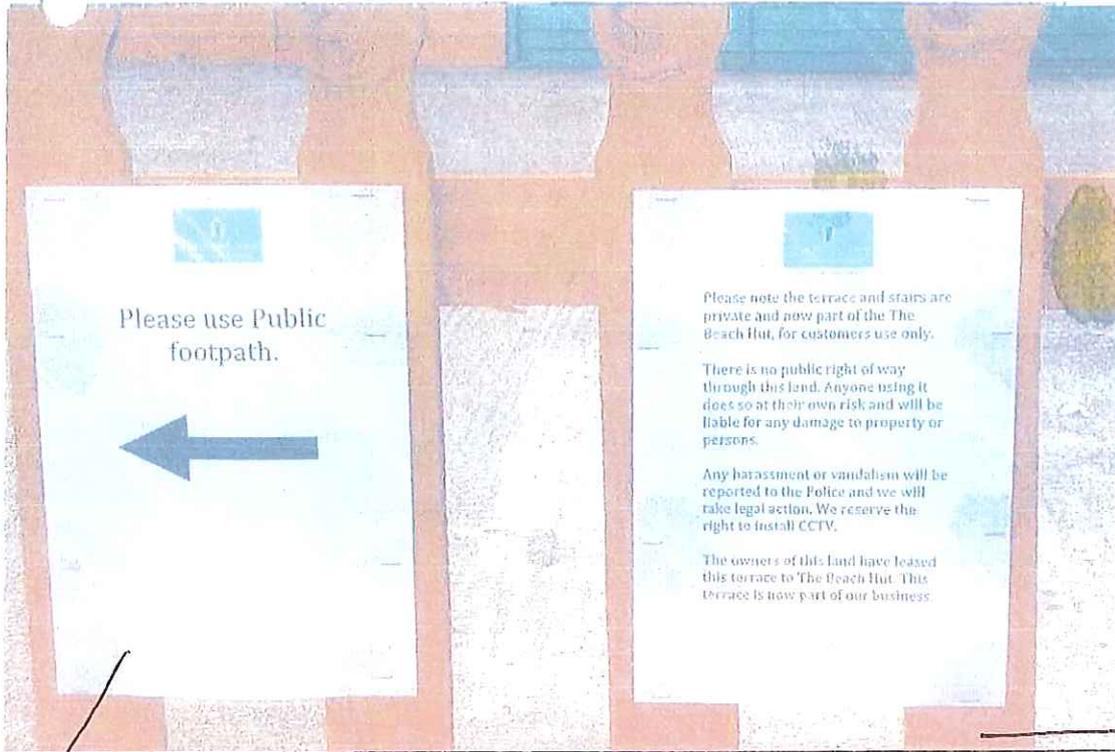 Please use Public
footpath.
Please note the terrace and stairs are
private and now part of the The
Beach Hut, for customers use only.
There is no public right of way
through this land. Anyone using it
does so at their own risk and will be
liable for any damage to property or
persons.
Any harassment or vandalism will be
reported to the Police and we will
take legal action. We reserve the
right to install CCTV.
The owners of this land have leased
this terrace to The Beach Hut. This
terrace is now part of our business.